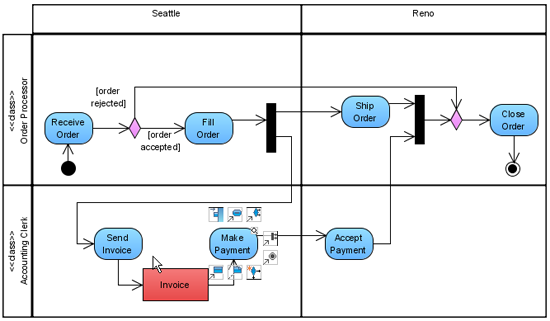 Seattle
Reno
<<class>>
Order Processor
[order
rejected]
Receive
Order
[order
accepted]
Fill
Order
Ship
Order
Close
Order
<<class>>
Accounting Clerk
Send
Invoice
Make
Payment
Accept
Payment
Invoice